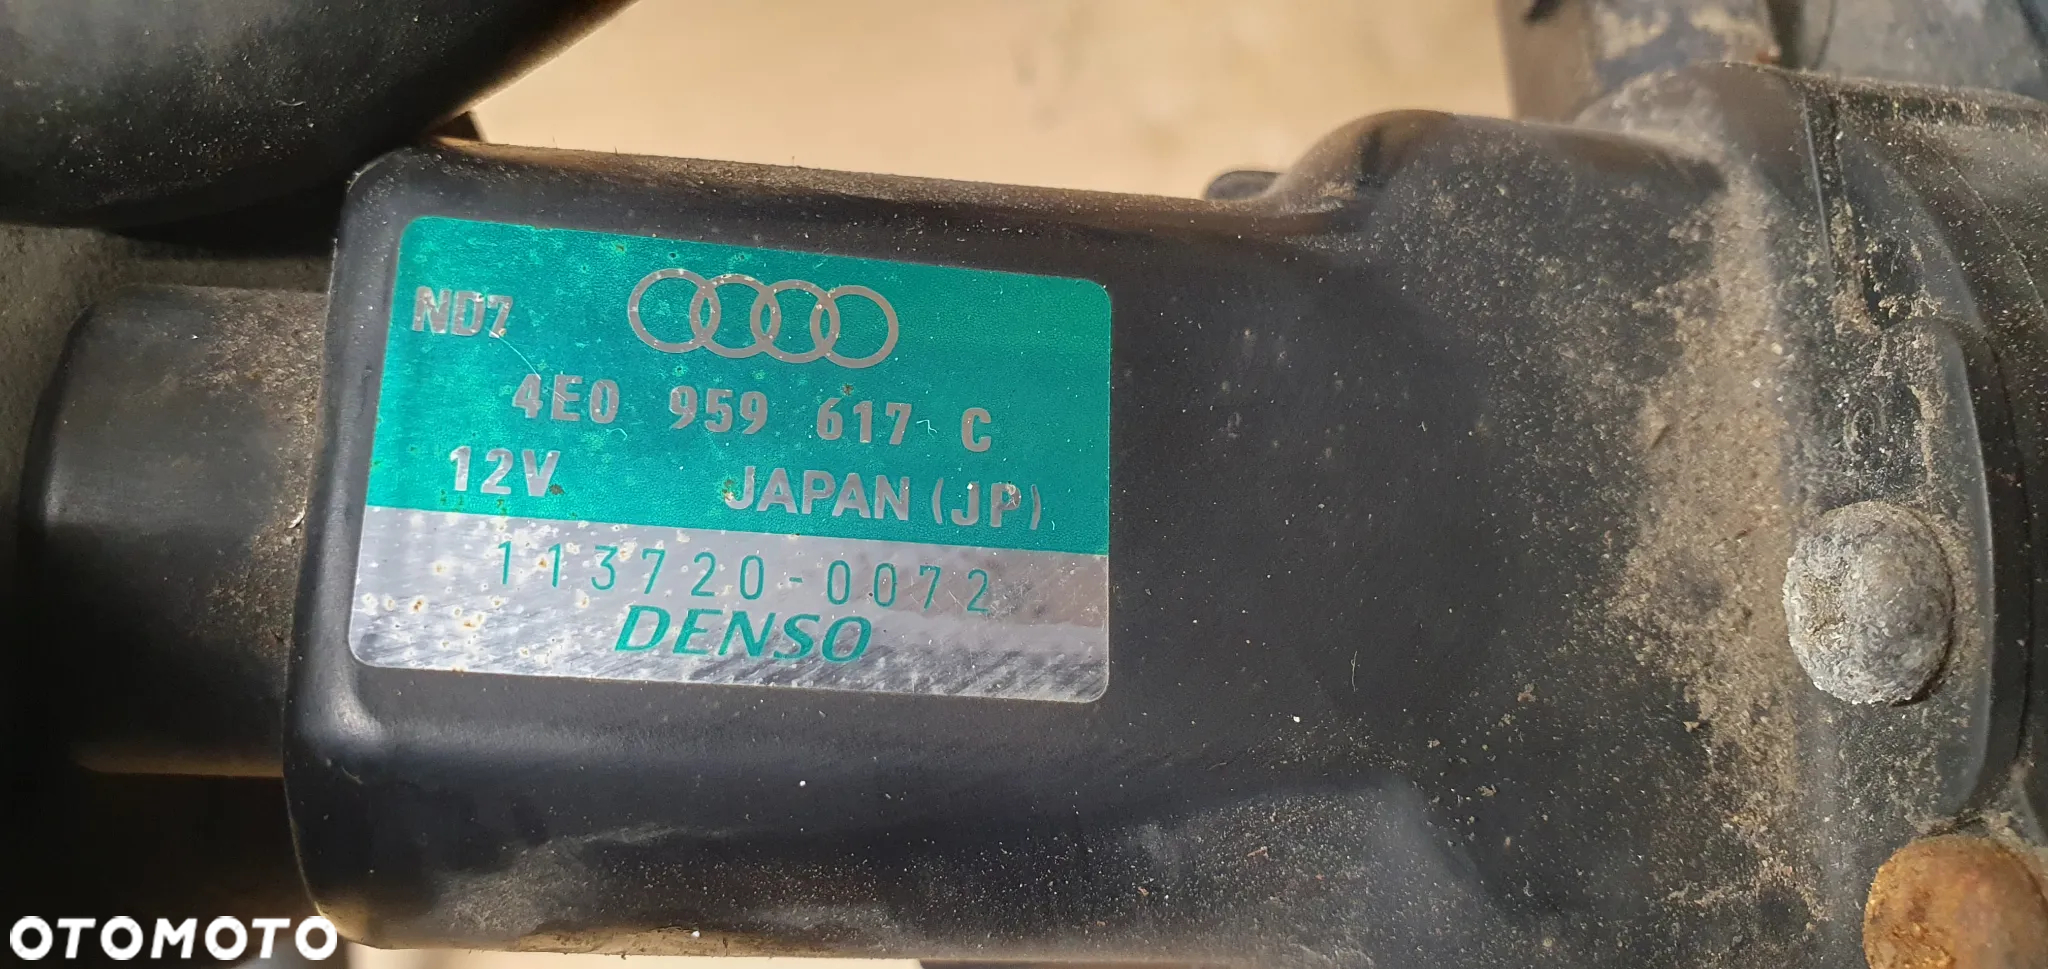 ND7
4E0 959 617 C
12V JAPAN (JP)
113720-0072
DENSO
OTOMOTO